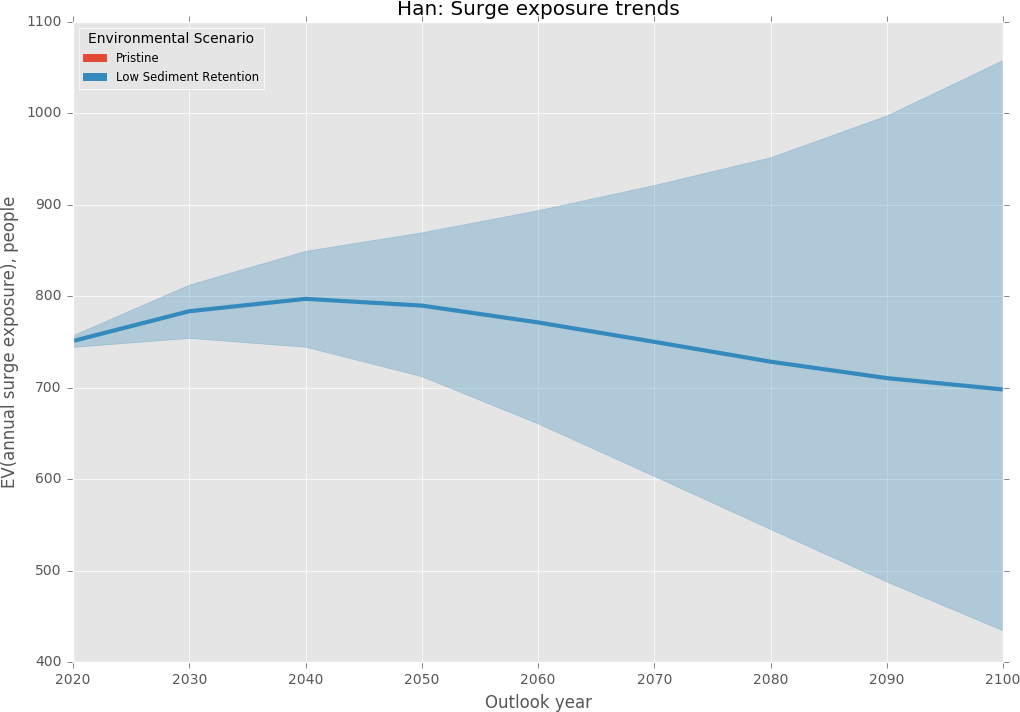 Han: Surge exposure trends
Environmental Scenario
Pristine
Low Sediment Retention
EV(annual surge exposure), people
1100
1000
900
800
700
600
500
400
2020 2030 2040 2050 2060 2070 2080 2090 2100
Outlook year